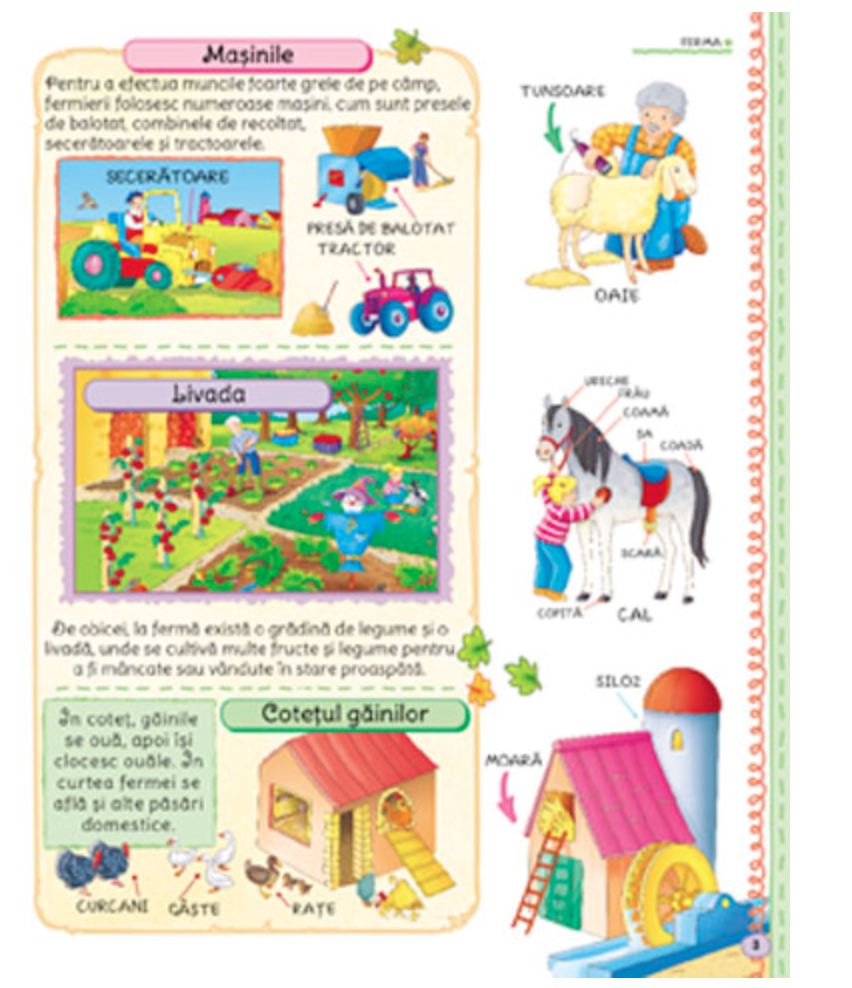 FERMA
Mașinile
Pentru a efectua muncile foarte grele de pe câmp,
fermierii folosesc numeroase mașini, cum sunt presele
de balotat, combinele de recoltat,
secerătoarele și tractoarele.
SECERĂTOARE
PRESĂ DE BALOTAT
TRACTOR
Livada
De obicei, la fermă există o grădină de legume și o
livadă, unde se cultivă multe fructe și legume pentru
a fi mâncate sau vândute în stare proaspătă.
Cotețul găinilor
În coteț, găinile
se ouă, apoi își
clocesc ouăle. În
curtea fermei se
află și alte păsări
domestice.
CURCANI
GÂSTE
RAȚE
TUNSOARE
OAIE
URECHE
FRÂU
COAMĂ
ȘA
COADĂ
SCARĂ
COPITĂ
CAL
SILOZ
MOARĂ
3